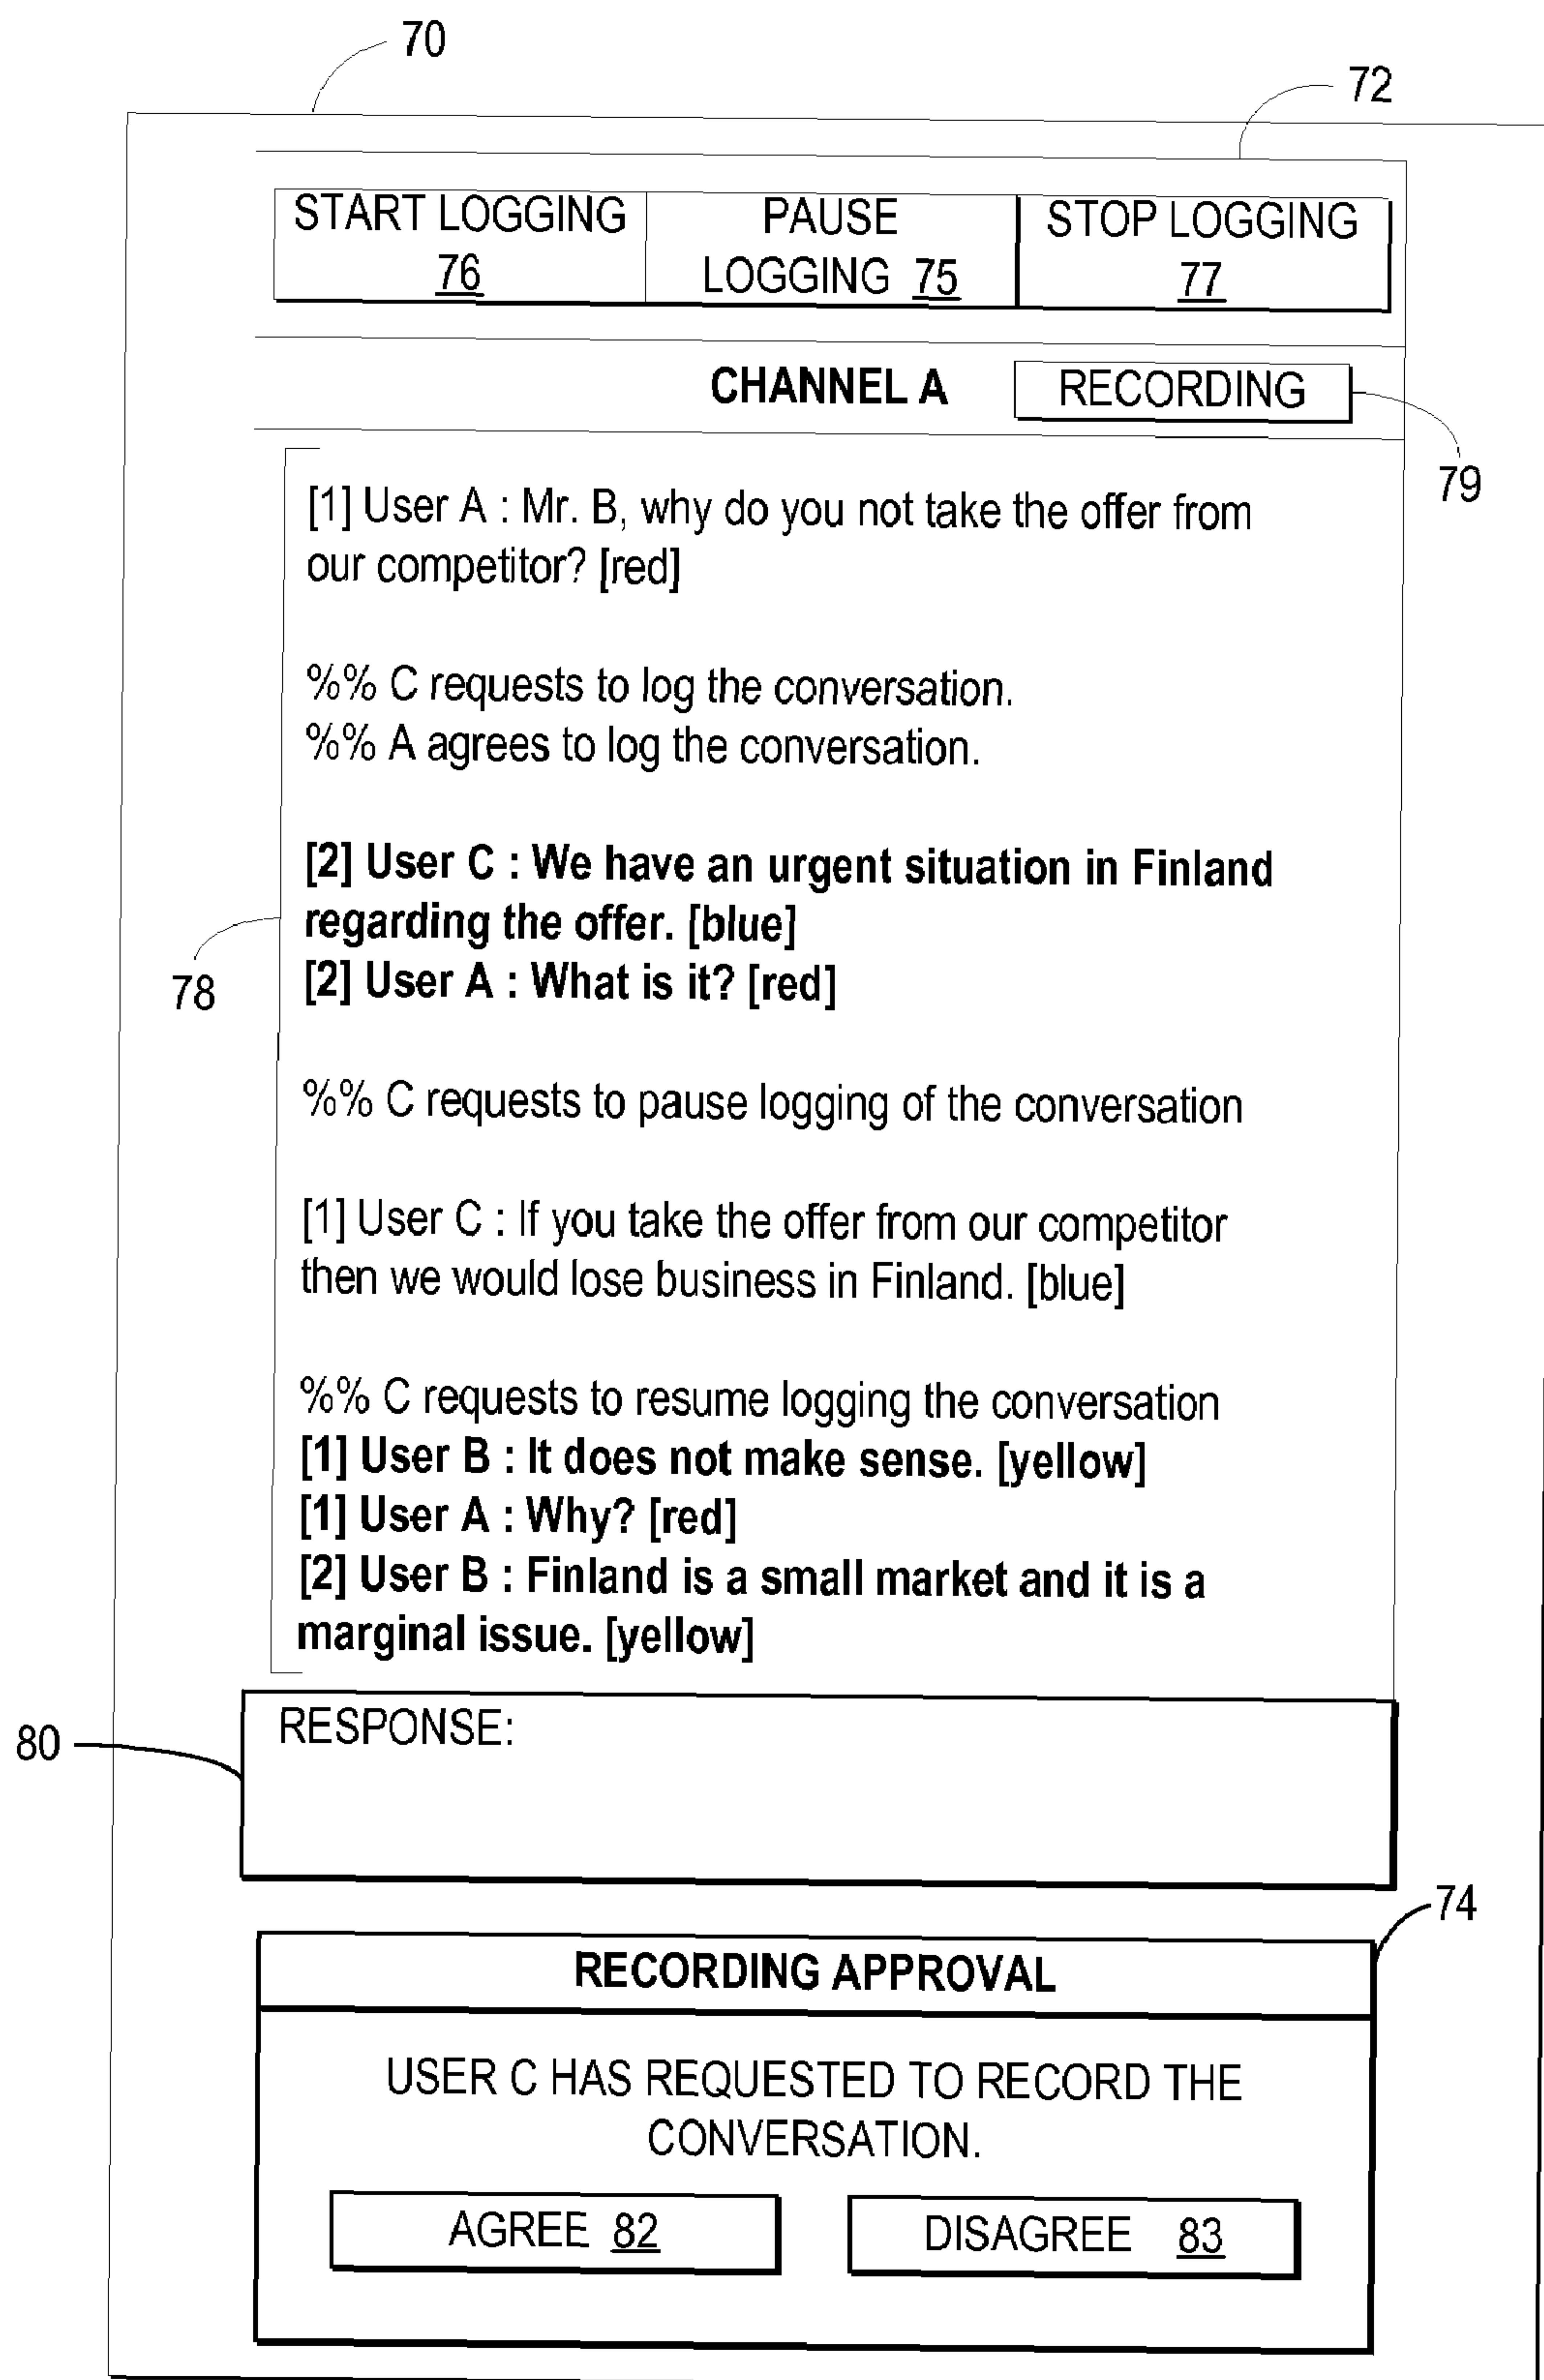 70
72
START LOGGING
76
PAUSE
LOGGING 75
STOP LOGGING
77
CHANNEL A
RECORDING
79
[1] User A : Mr. B, why do you not take the offer from
our competitor? [red]
%% C requests to log the conversation.
%% A agrees to log the conversation.
[2] User C : We have an urgent situation in Finland
regarding the offer. [blue]
[2] User A : What is it? [red]
78
%% C requests to pause logging of the conversation
[1] User C : If you take the offer from our competitor
then we would lose business in Finland. [blue]
%% C requests to resume logging the conversation
[1] User B : It does not make sense. [yellow]
[1] User A : Why? [red]
[2] User B : Finland is a small market and it is a
marginal issue. [yellow]
80
RESPONSE:
74
RECORDING APPROVAL
USER C HAS REQUESTED TO RECORD THE
CONVERSATION.
AGREE 82
DISAGREE 83